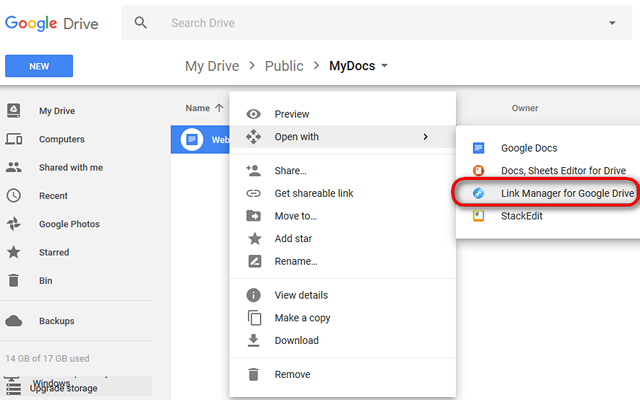 Google Drive
Search Drive
NEW
My Drive > Public > MyDocs
My Drive
Computers
Shared with me
Recent
Google Photos
Starred
Bin
Backups
14 GB of 17 GB used
Windows
Upgrade storage
Name
Owner
Web
Preview
Open with
Share...
Get shareable link
Move to...
Add star
Rename...
View details
Make a copy
Download
Remove
Google Docs
Docs, Sheets Editor for Drive
Link Manager for Google Drive
StackEdit